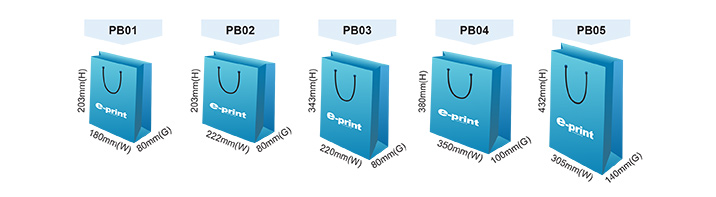 PB01
203mm(H)
e-print
180mm(W)
80mm(G)
PB02
203mm(H)
e-print
222mm(W)
80mm(G)
PB03
343mm(H)
e-print
220mm(W)
80mm(G)
PB04
380mm(H)
e-print
350mm(W)
100mm(G)
PB05
432mm(H)
e-print
305mm(W)
140mm(G)